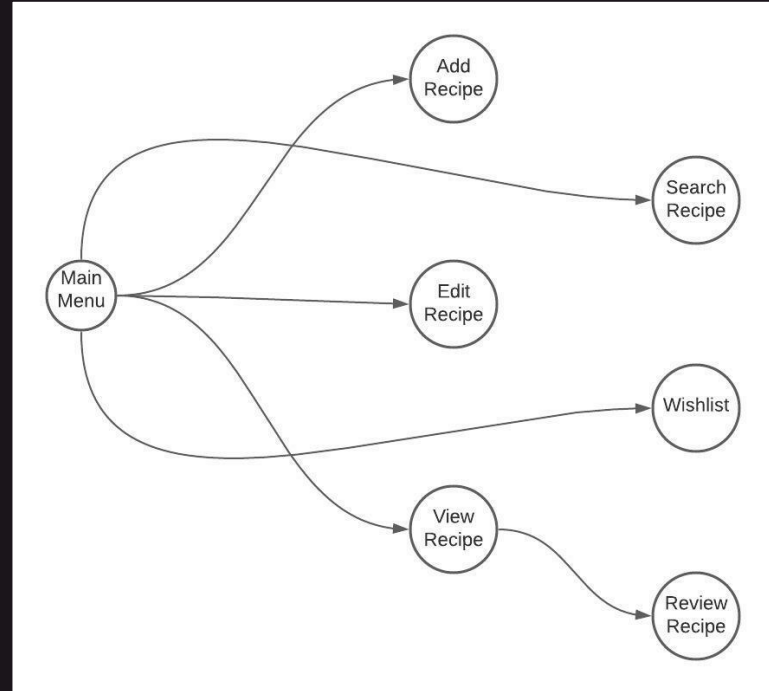 Add
Recipe
Search
Recipe
Main
Menu
Edit
Recipe
Wishlist
View
Recipe
Review
Recipe